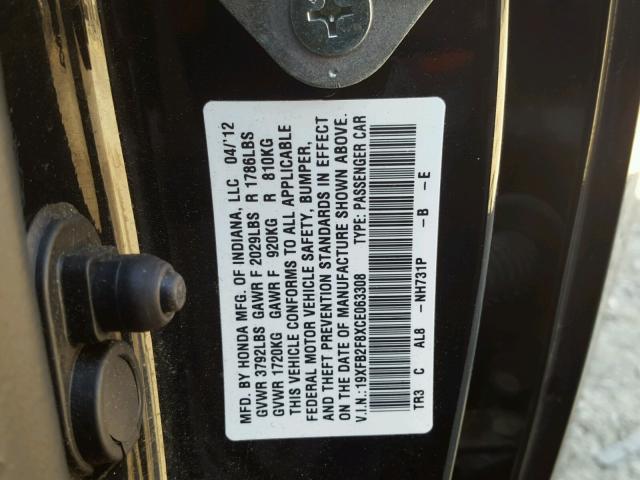 MFD. BY HONDA MFG. OF INDIANA, LLC 04/'12
GVWR 3792LBS GAWR F 2029LBS R 1786LBS
GVWR 1720KG GAWR F 920KG R 810KG
THIS VEHICLE CONFORMS TO ALL APPLICABLE
FEDERAL MOTOR VEHICLE SAFETY, BUMPER,
AND THEFT PREVENTION STANDARDS IN EFFECT
ON THE DATE OF MANUFACTURE SHOWN ABOVE.
V.I.N.:19XFB2F8XCE063308 TYPE: PASSENGER CAR
TR3 C AL8 -NH731P -B -E